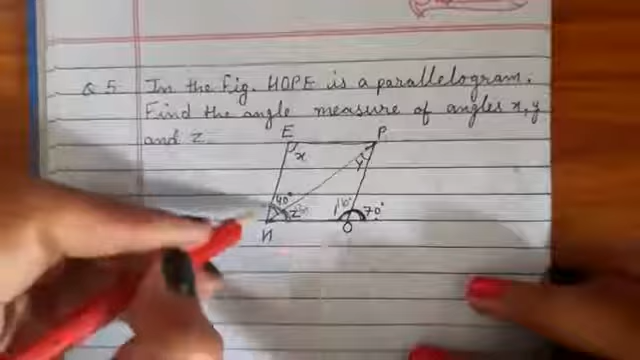 Q 5 In the Fig. HOPE is a parallelogram.
Find the angle measure of angles x, y
and z.
E P
x y
40°
z 110° 70°
H O